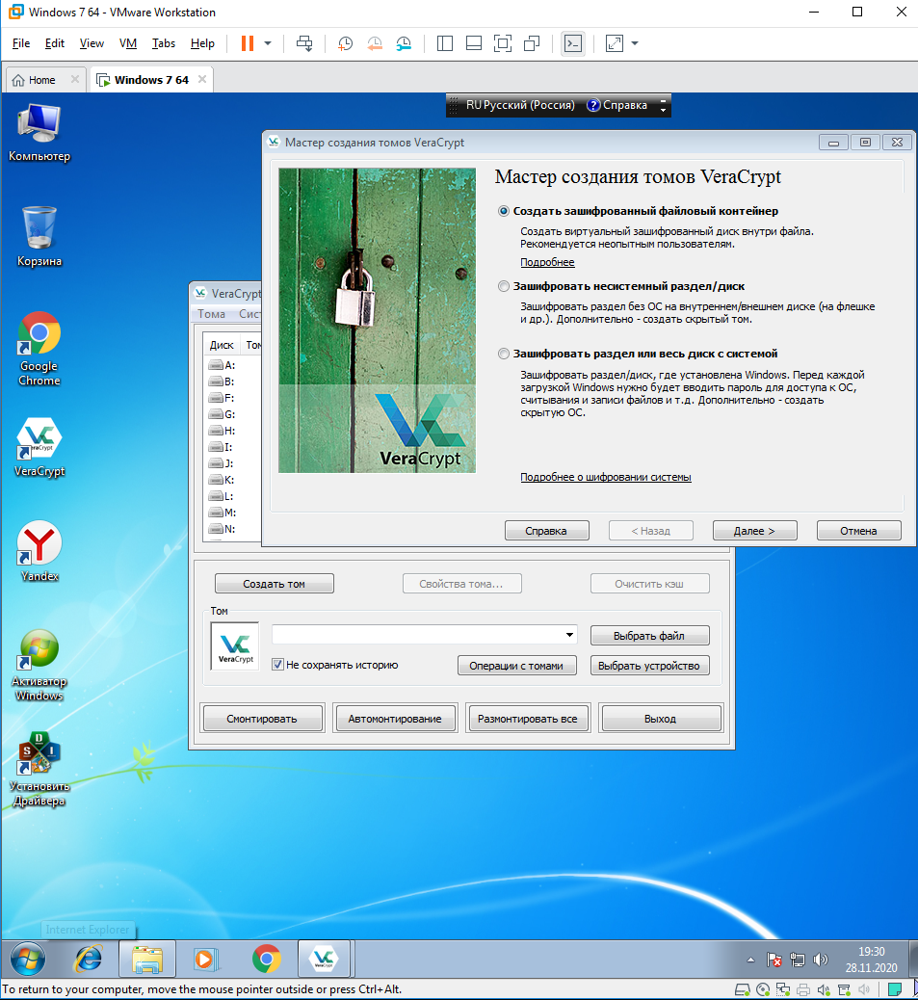 Windows 7 64 - VMware Workstation
File Edit View VM Tabs Help
Home
Windows 7 64
RU Русский (Россия) Справка
Компьютер
Корзина
Google
Chrome
VeraCrypt
Yandex
Активатор
Windows
Установить
Драйвера
Мастер создания томов VeraCrypt
Мастер создания томов VeraCrypt
Создать зашифрованный файловый контейнер
Создать виртуальный зашифрованный диск внутри файла.
Рекомендуется неопытным пользователям.
Подробнее
Зашифровать несистемный раздел/диск
Зашифровать раздел без ОС на внутреннем/внешнем диске (на флешке
и др.). Дополнительно - создать скрытый том.
Зашифровать раздел или весь диск с системой
Зашифровать раздел/диск, где установлена Windows. Перед каждой
загрузкой Windows нужно будет вводить пароль для доступа к ОС,
считывания и записи файлов и т.д. Дополнительно - создать
скрытую ОС.
Подробнее о шифровании системы
VeraCrypt
Справка
< Назад
Далее >
Отмена
VeraCrypt
Тома Сист
Диск Том
A:
B:
F:
G:
H:
I:
J:
K:
L:
M:
N:
Создать том
Свойства тома...
Очистить кэш
Том
VeraCrypt
Выбрать файл
Не сохранять историю
Операции с томами
Выбрать устройство
Смонтировать
Автомонтирование
Размонтировать все
Выход
Internet Explorer
19:30
28.11.2020
To return to your computer, move the mouse pointer outside or press Ctrl+Alt.